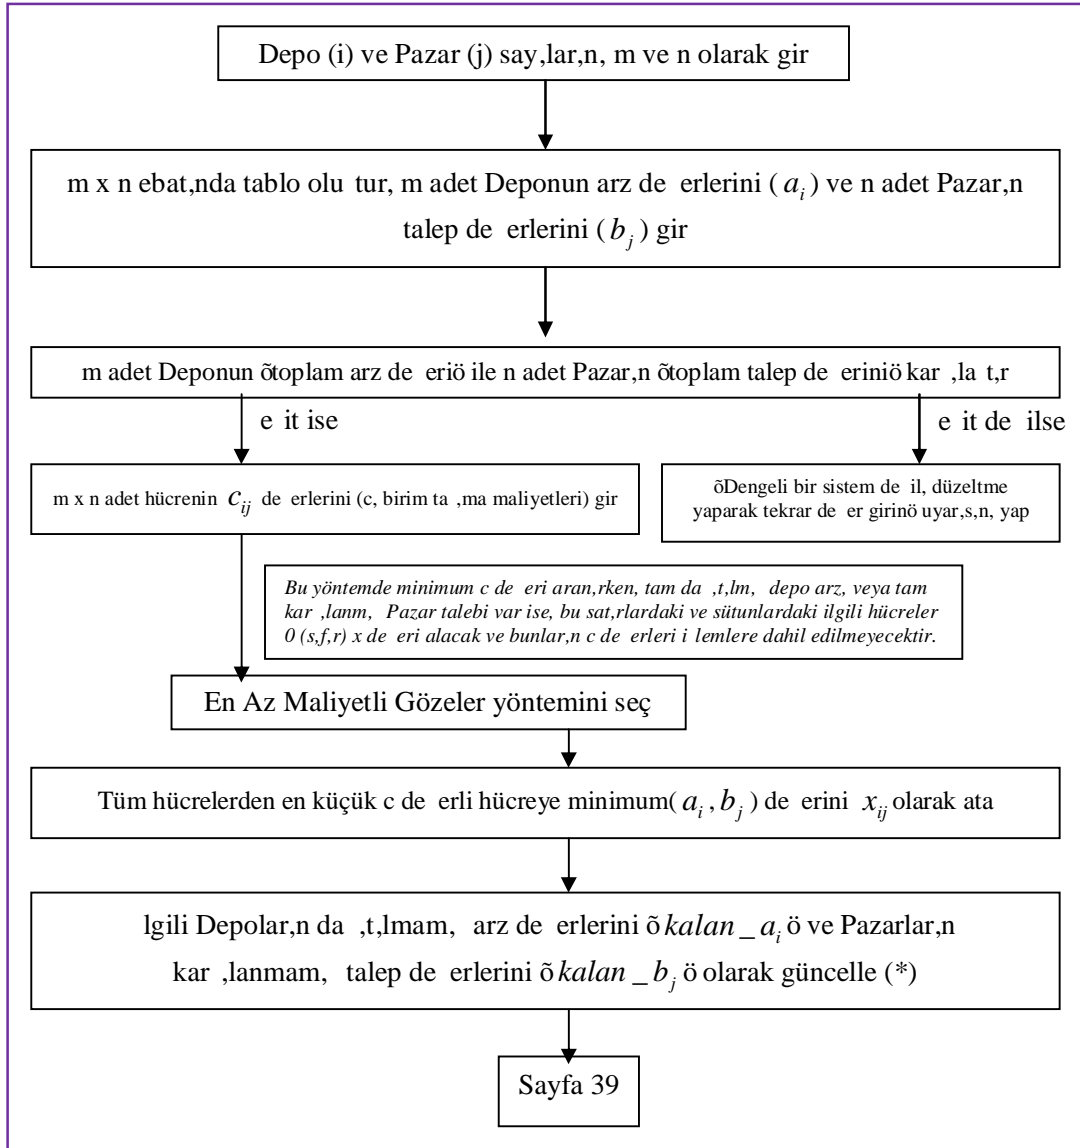 Depo (i) ve Pazar (j) say,lar,n, m ve n olarak gir
m x n ebat,nda tablo olu tur, m adet Deponun arz de erlerini ( a_i ) ve n adet Pazar,n
talep de erlerini ( b_j ) gir
m adet Deponun õtoplam arz de eriö ile n adet Pazar,n õtoplam talep de eriniö kar ,la t,r
e it ise
e it de ilse
m x n adet hücrenin c_ij de erlerini (c, birim ta ,ma maliyetleri) gir
õDengeli bir sistem de il, düzeltme
yaparak tekrar de er girinö uyar,s,n, yap
Bu yöntemde minimum c de eri aran,rken, tam da ,t,lm, depo arz, veya tam
kar ,lanm, Pazar talebi var ise, bu sat,rlardaki ve sütunlardaki ilgili hücreler
0 (s,f,r) x de eri alacak ve bunlar,n c de erleri i lemlere dahil edilmeyecektir.
En Az Maliyetli Gözeler yöntemini seç
Tüm hücrelerden en küçük c de erli hücreye minimum( a_i , b_j ) de erini x_ij olarak ata
lgili Depolar,n da ,t,lmam, arz de erlerini õ kalan _ a_i ö ve Pazarlar,n
kar ,lanmam, talep de erlerini õ kalan _ b_j ö olarak güncelle (*)
Sayfa 39